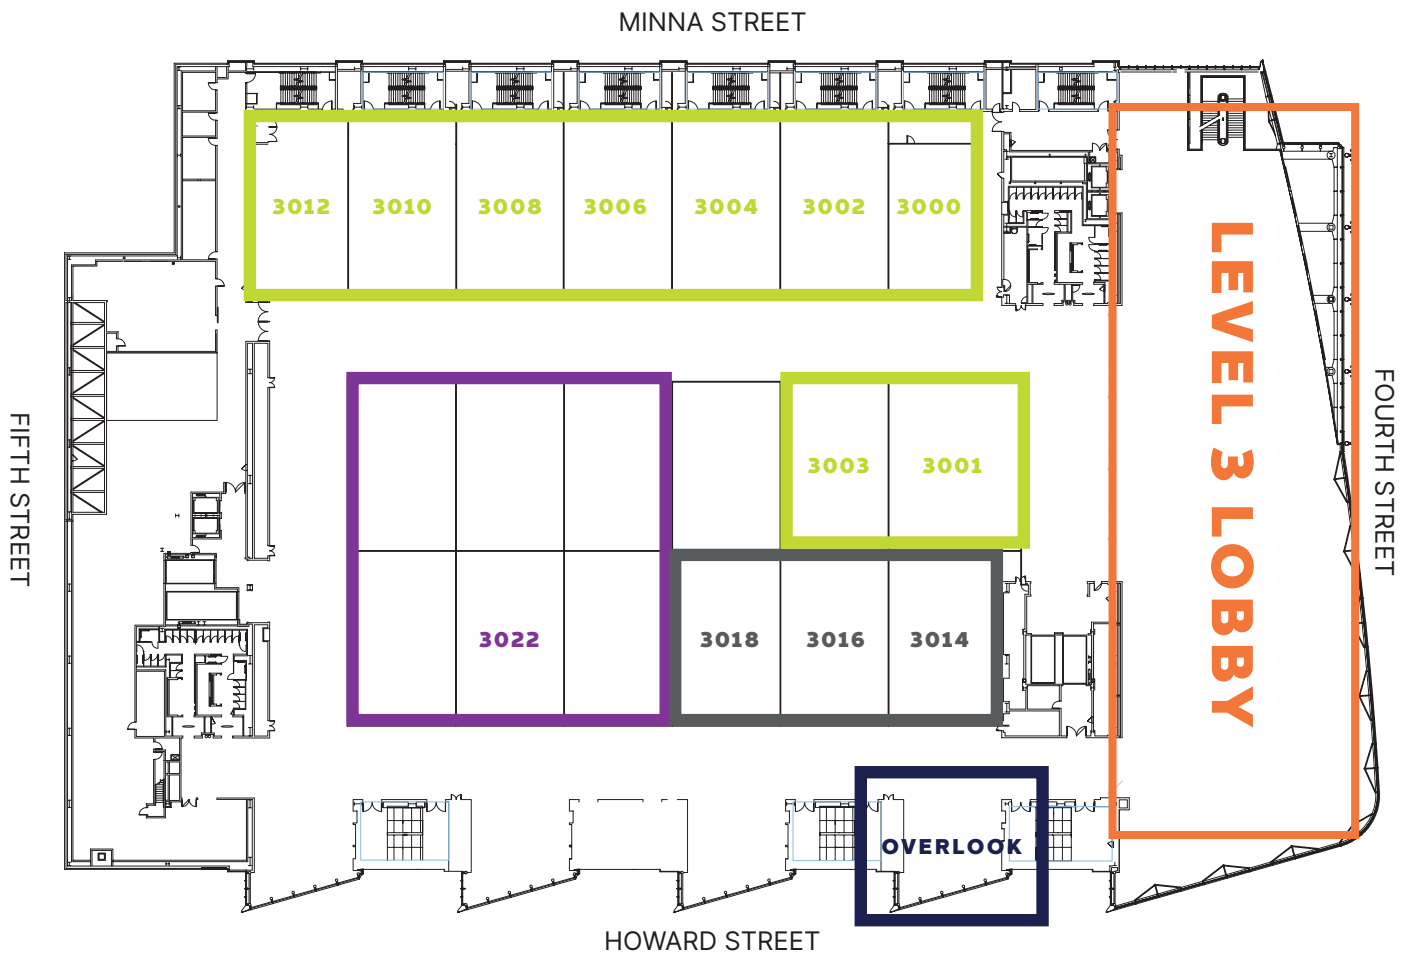 MINNA STREET
3012
3010
3008
3006
3004
3002
3000
LEVEL 3 LOBBY
FIFTH STREET
FOURTH STREET
3003
3001
3022
3018
3016
3014
OVERLOOK
HOWARD STREET